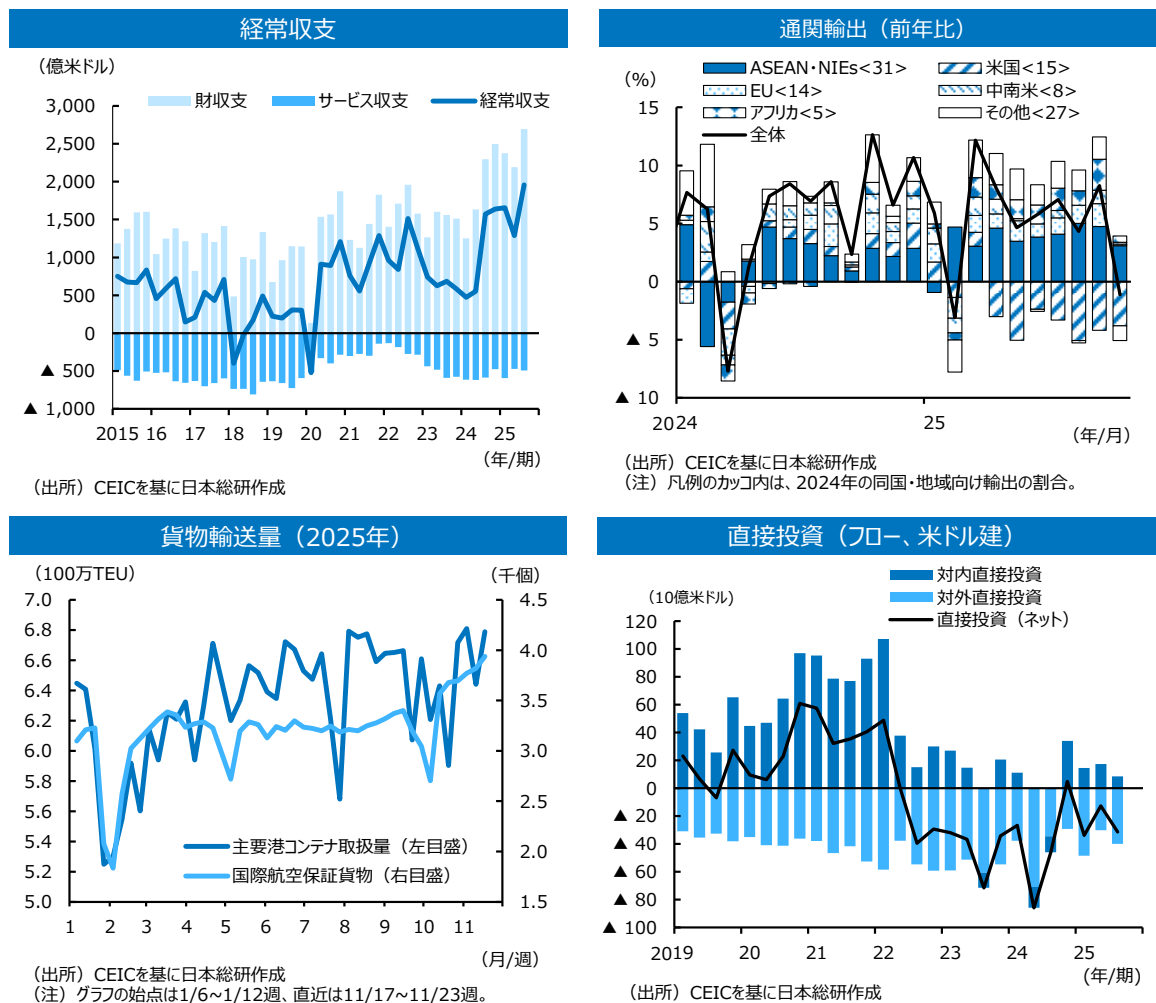 経常収支
（億米ドル）
財収支 サービス収支 経常収支
3,000
2,500
2,000
1,500
1,000
500
0
▲ 500
▲ 1,000
2015 16 17 18 19 20 21 22 23 24 25
（年/期）
（出所）CEICを基に日本総研作成
通関輸出（前年比）
（%）
ASEAN・NIEs<31> 米国<15>
EU<14> 中南米<8>
アフリカ<5> その他<27>
全体
15
10
5
0
▲ 5
▲ 10
2024 25
（年/月）
（出所）CEICを基に日本総研作成
（注）凡例のカッコ内は、2024年の同国・地域向け輸出の割合。
貨物輸送量（2025年）
（100万TEU） （千個）
7.0
6.8
6.6
6.4
6.2
6.0
5.8
5.6
5.4
5.2
5.0
4.5
4.0
3.5
3.0
2.5
2.0
1.5
主要港コンテナ取扱量（左目盛）
国際航空保証貨物（右目盛）
1 2 3 4 5 6 7 8 9 10 11
（月/週）
（出所）CEICを基に日本総研作成
（注）グラフの始点は1/6~1/12週、直近は11/17~11/23週。
直接投資（フロー、米ドル建）
（10億米ドル）
対内直接投資
対外直接投資
直接投資（ネット）
120
100
80
60
40
20
0
▲ 20
▲ 40
▲ 60
▲ 80
▲ 100
2019 20 21 22 23 24 25
（年/期）
（出所）CEICを基に日本総研作成